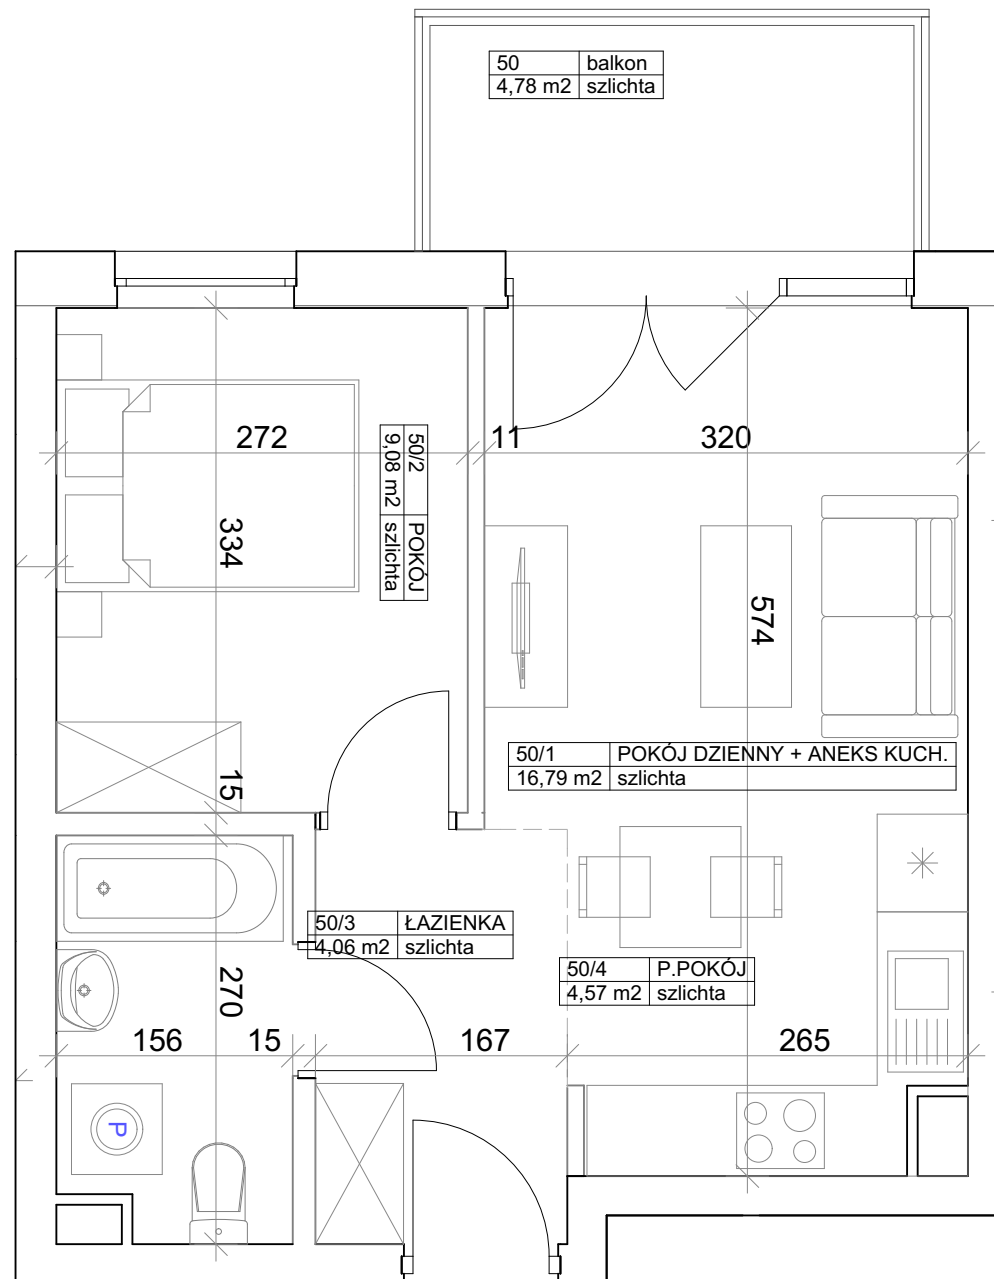 50 balkon
4,78 m2 szlichta
272
11
320
50/2 POKÓJ
9,08 m2 szlichta
334
574
50/1 POKÓJ DZIENNY + ANEKS KUCH.
16,79 m2 szlichta
15
50/3 ŁAZIENKA
4,06 m2 szlichta
50/4 P.POKÓJ
4,57 m2 szlichta
270
156
15
167
265
P